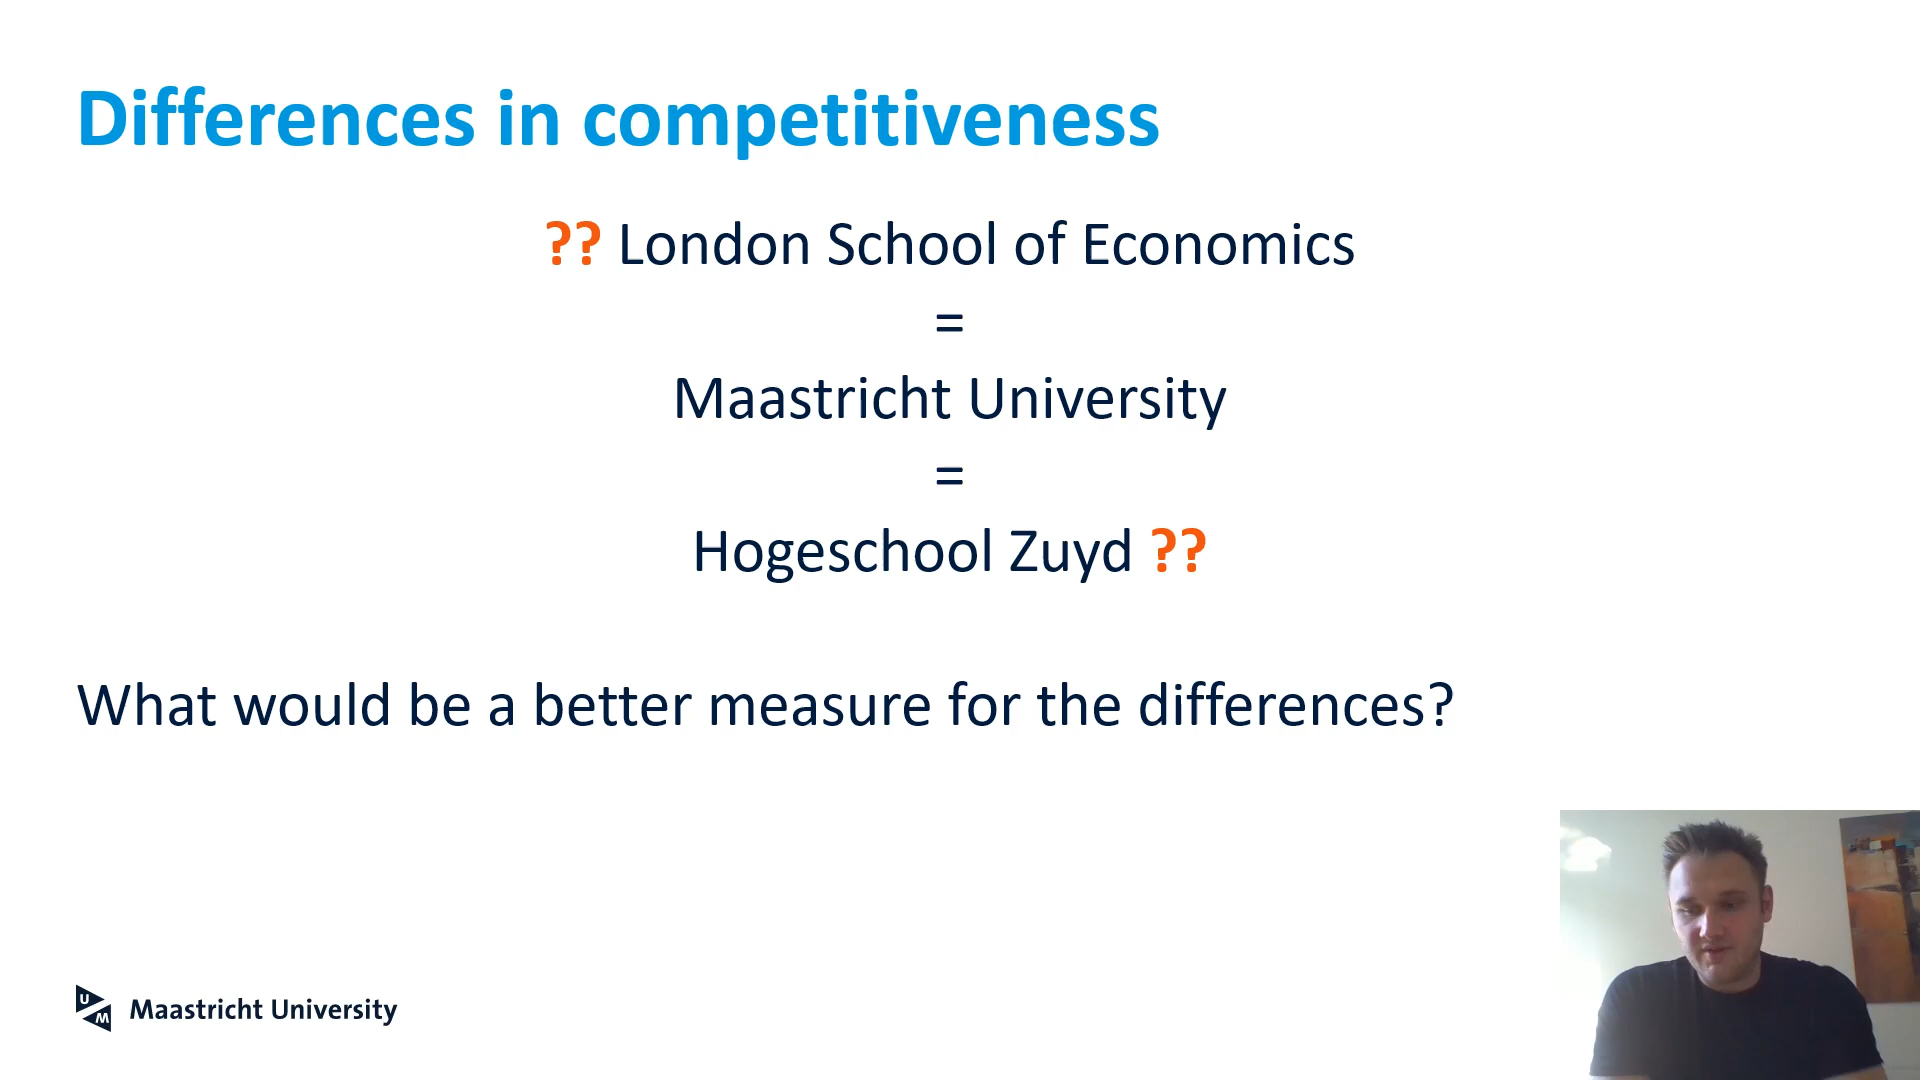 Differences in competitiveness
?? London School of Economics
=
Maastricht University
=
Hogeschool Zuyd ??
What would be a better measure for the differences?
UM Maastricht University